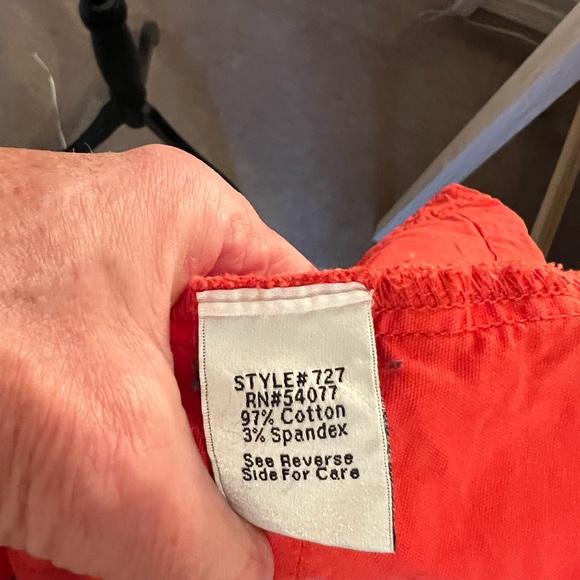 STYLE# 727
RN#54077
97% Cotton
3% Spandex
See Reverse
Side For Care